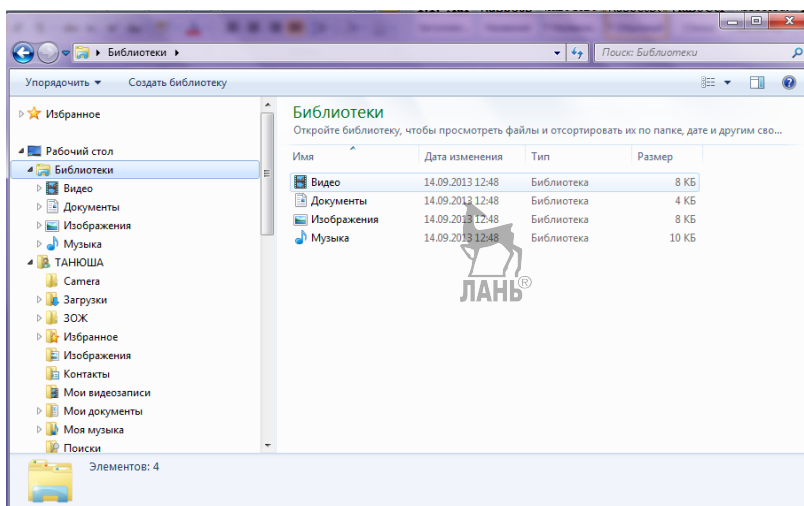 Библиотеки
Поиск: Библиотеки
Упорядочить Создать библиотеку
Избранное
Рабочий стол
Библиотеки
Видео
Документы
Изображения
Музыка
ТАНЮША
Camera
Загрузки
ЗОЖ
Избранное
Изображения
Контакты
Мои видеозаписи
Мои документы
Моя музыка
Поиски
Библиотеки
Откройте библиотеку, чтобы просмотреть файлы и отсортировать их по папке, дате и другим сво...
Имя Дата изменения Тип Размер
Видео 14.09.2013 12:48 Библиотека 8 КБ
Документы 14.09.2013 12:48 Библиотека 4 КБ
Изображения 14.09.2013 12:48 Библиотека 8 КБ
Музыка 14.09.2013 12:48 Библиотека 10 КБ
ЛАНЬ®
Элементов: 4